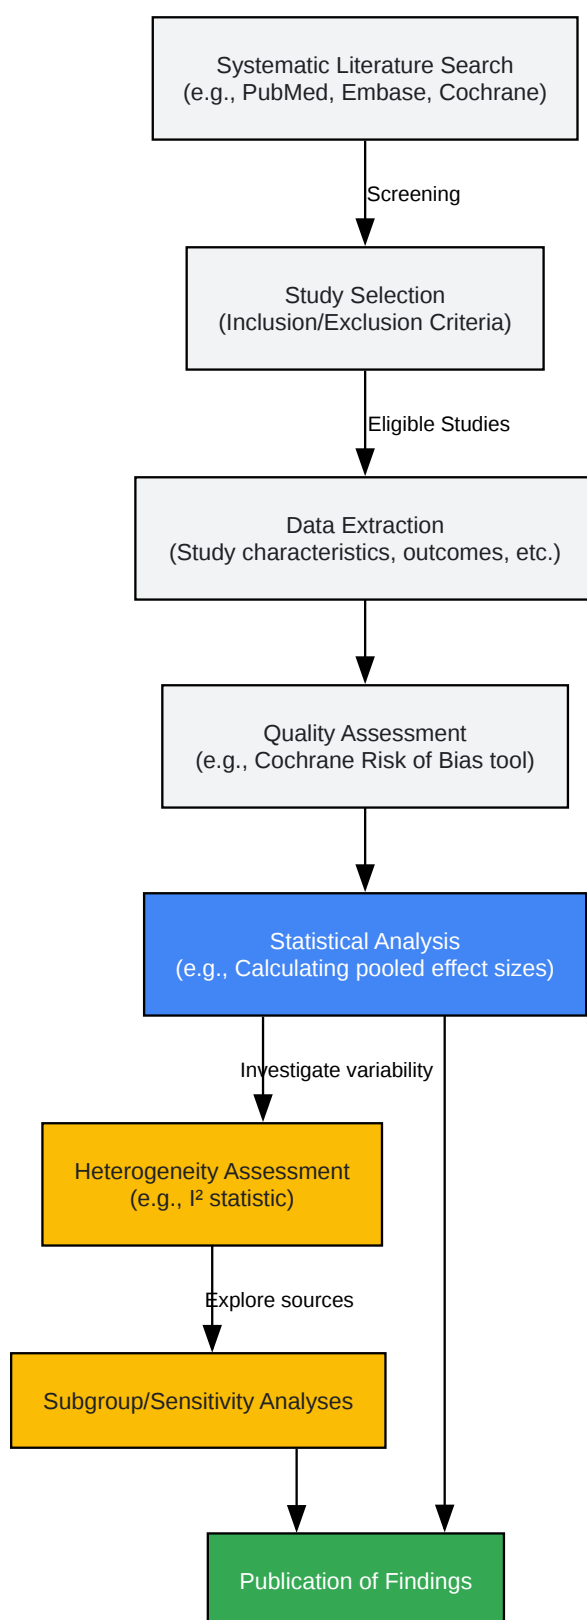 Systematic Literature Search
(e.g., PubMed, Embase, Cochrane)
Screening
Study Selection
(Inclusion/Exclusion Criteria)
Eligible Studies
Data Extraction
(Study characteristics, outcomes, etc.)
Quality Assessment
(e.g., Cochrane Risk of Bias tool)
Statistical Analysis
(e.g., Calculating pooled effect sizes)
Investigate variability
Heterogeneity Assessment
(e.g., I² statistic)
Explore sources
Subgroup/Sensitivity Analyses
Publication of Findings